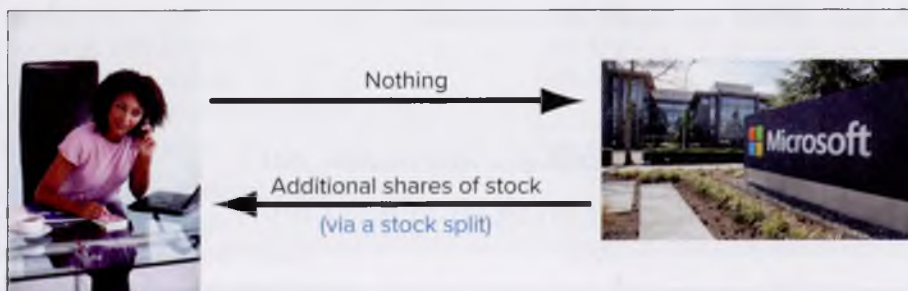 Nothing
Microsoft
Additional shares of stock
(via a stock split)